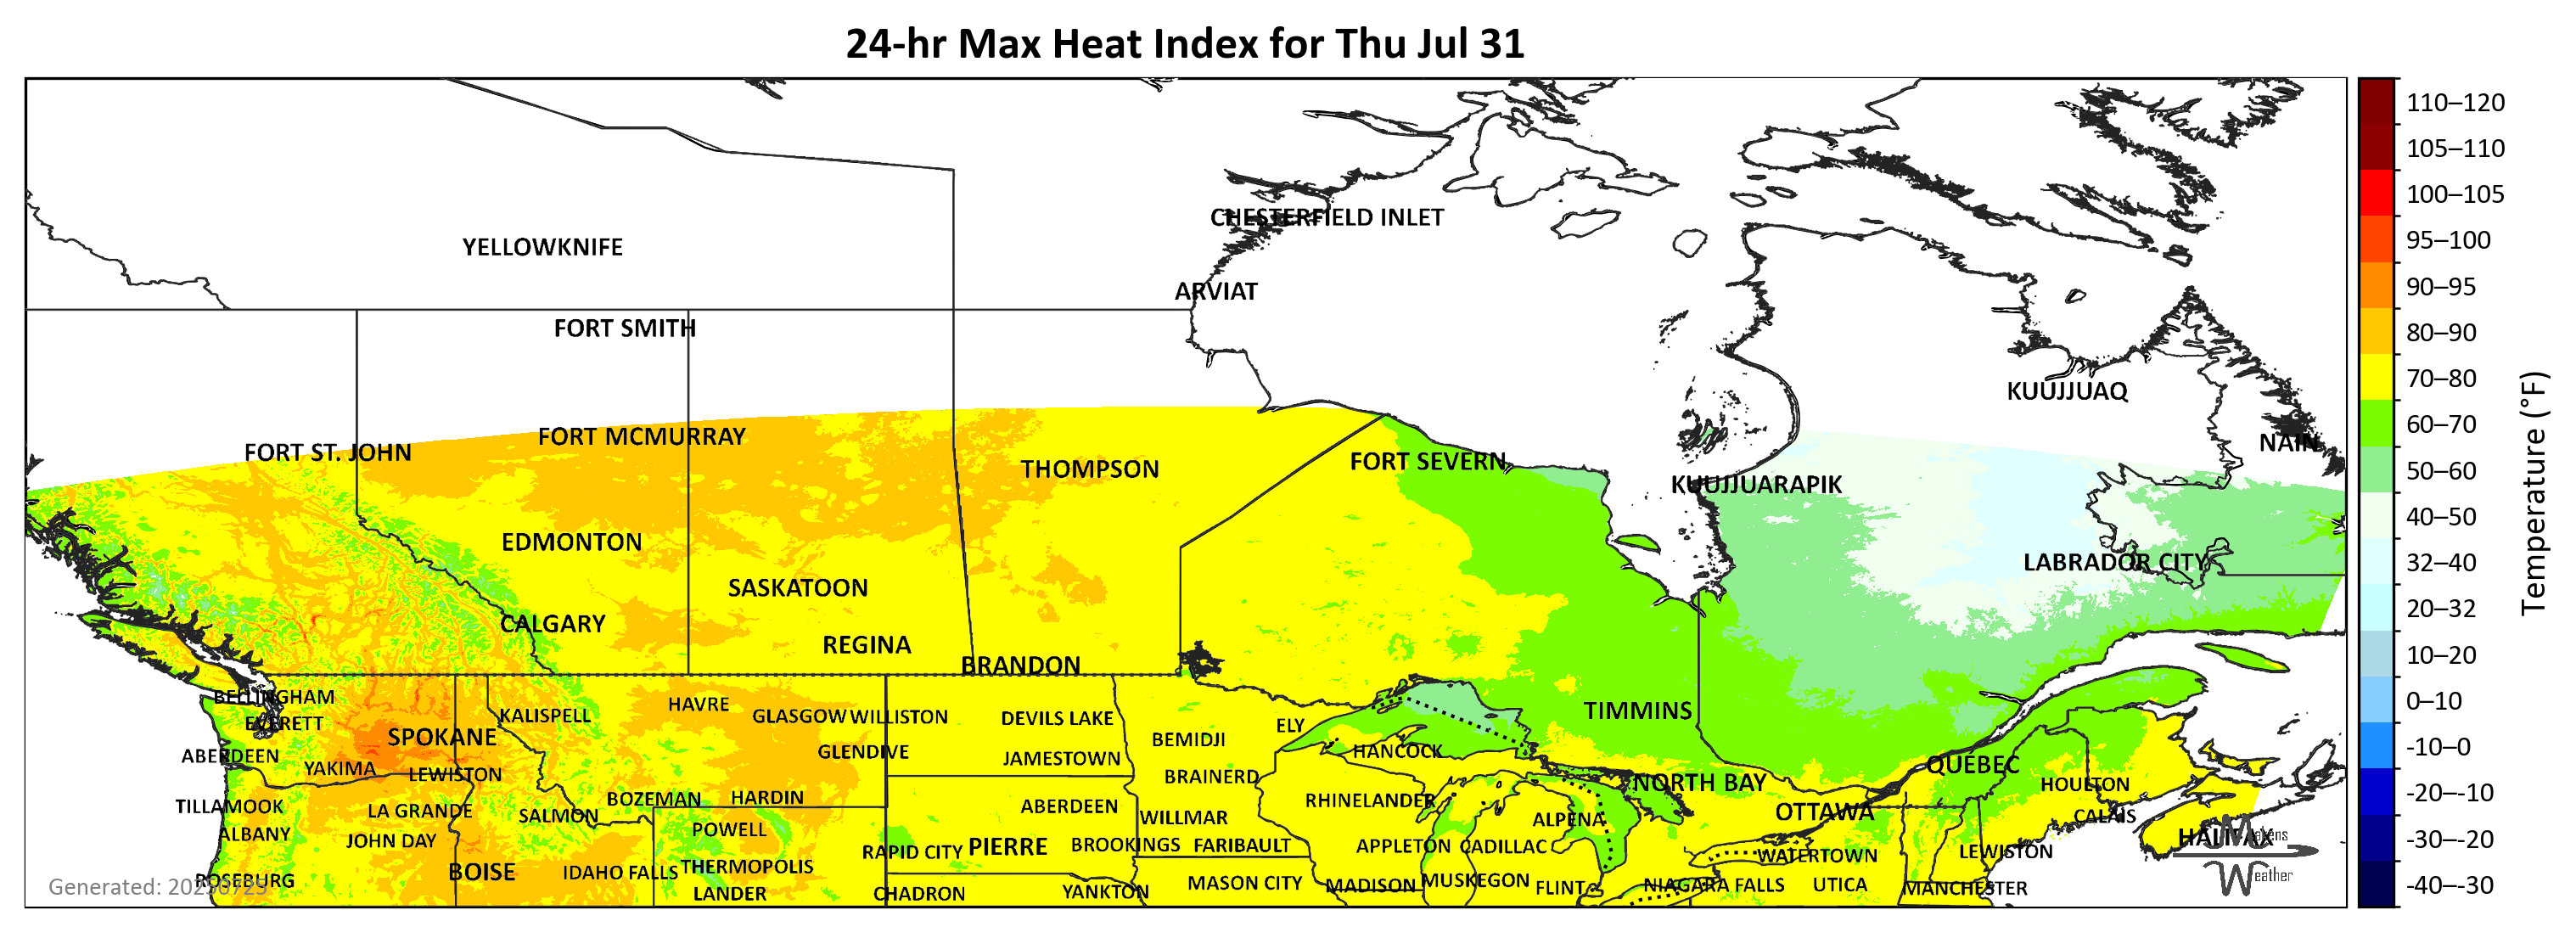 24-hr Max Heat Index for Thu Jul 31
110–120
105–110
100–105
95–100
90–95
80–90
70–80
60–70
50–60
40–50
32–40
20–32
10–20
0–10
-10–0
-20–-10
-30–-20
-40–-30
Temperature (°F)
CHESTERFIELD INLET
YELLOWKNIFE
ARVIAT
FORT SMITH
KUUJJUAQ
FORT MCMURRAY
NAIN
FORT ST. JOHN
FORT SEVERN
THOMPSON
KUUJJUARAPIK
EDMONTON
LABRADOR CITY
SASKATOON
CALGARY
REGINA
BRANDON
BELLINGHAM
HAVRE
TIMMINS
KALISPELL
GLASGOW
WILLISTON
DEVILS LAKE
EVERETT
ELY
SPOKANE
BEMIDJI
ABERDEEN
GLENDIVE
JAMESTOWN
HANCOCK
QUEBEC
YAKIMA
LEWISTON
BRAINERD
NORTH BAY
HOULTON
TILLAMOOK
LA GRANDE
SALMON
BOZEMAN
HARDIN
ABERDEEN
WILLMAR
RHINELANDER
ALPENA
OTTAWA
CALAIS
ALBANY
JOHN DAY
POWELL
HALIFAX
Makens
Weather
RAPID CITY
PIERRE
BROOKINGS
FARIBAULT
APPLETON
CADILLAC
WATERTOWN
LEWISTON
BOISE
IDAHO FALLS
THERMOPOLIS
ROSEBURG
Generated: 20250725
LANDER
CHADRON
YANKTON
MASON CITY
MADISON
MUSKEGON
FLINT
NIAGARA FALLS
UTICA
MANCHESTER